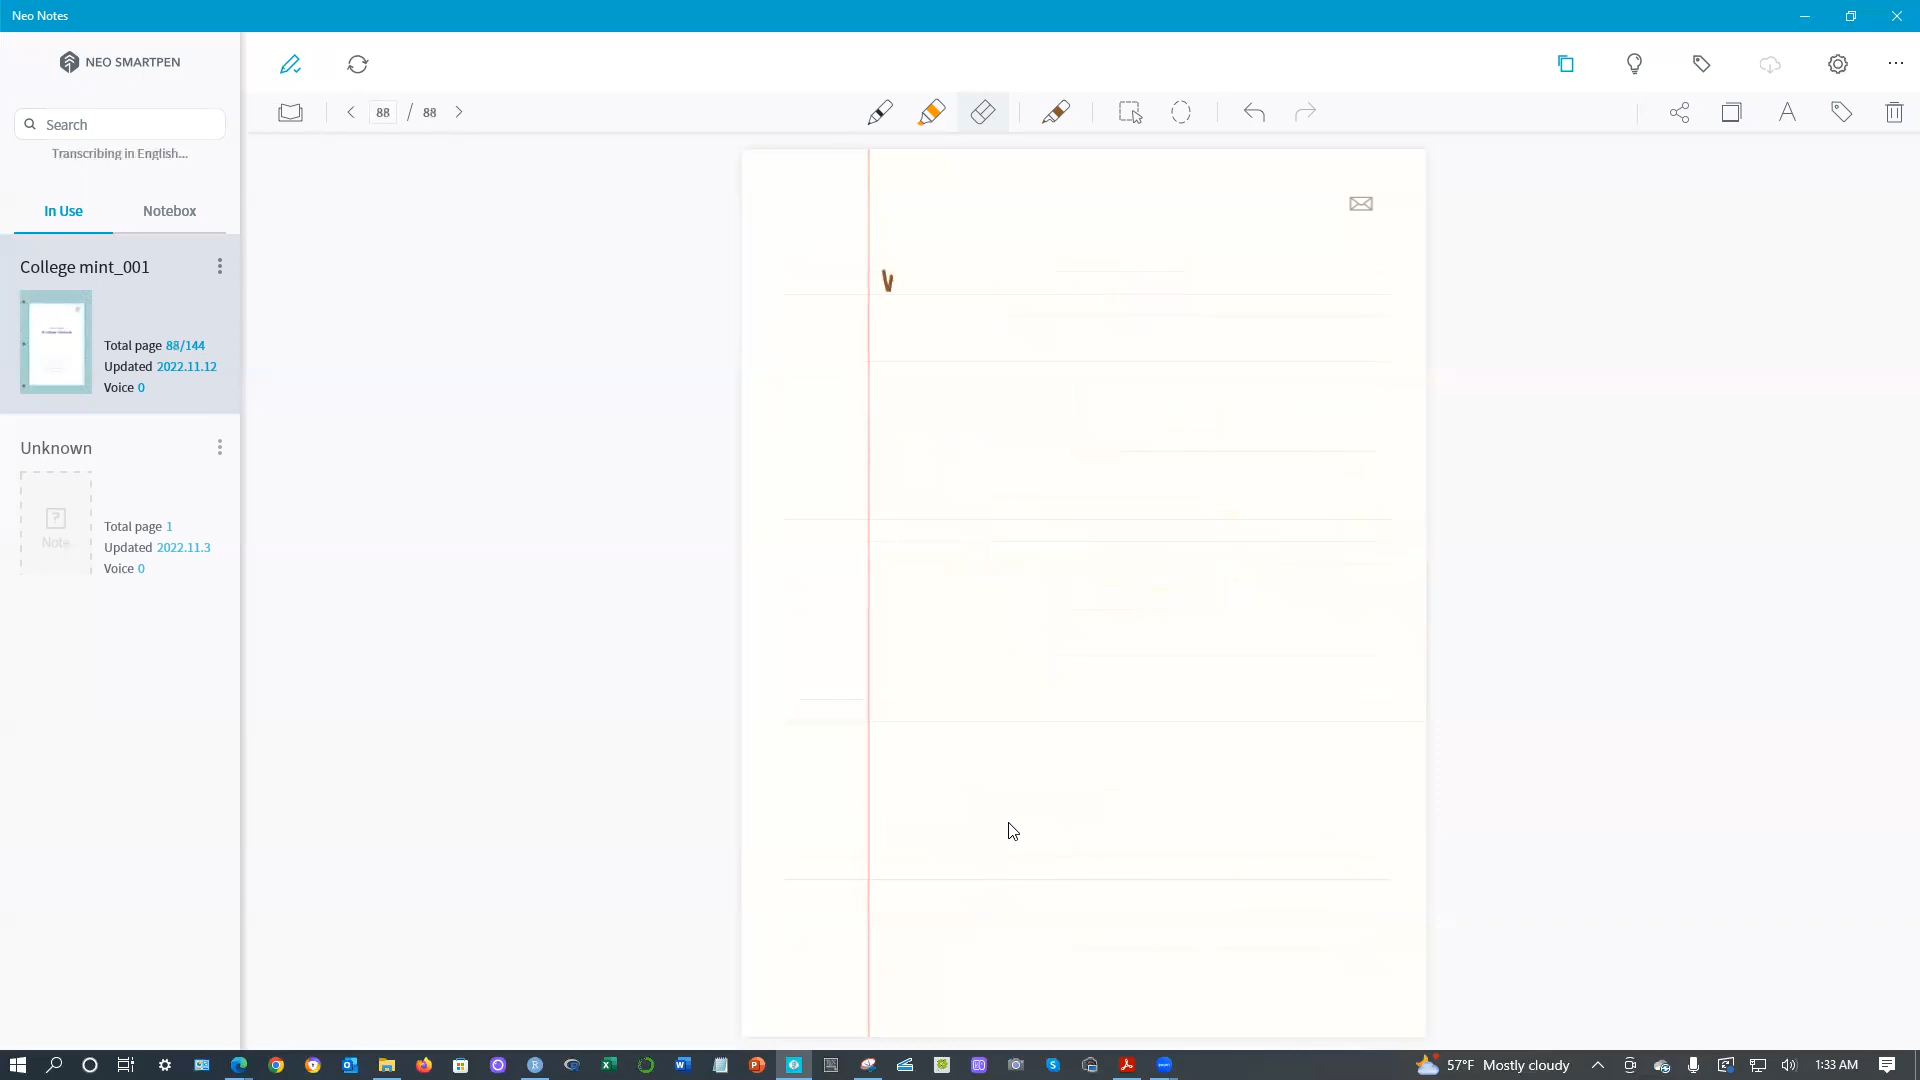 Neo Notes
NEO SMARTPEN
Search
Transcribing in English...
In Use
Notebox
College mint_001
Total page 88/144
Updated 2022.11.12
Voice 0
Unknown
Note
Total page 1
Updated 2022.11.3
Voice 0
88 / 88
57°F Mostly cloudy
1:33 AM